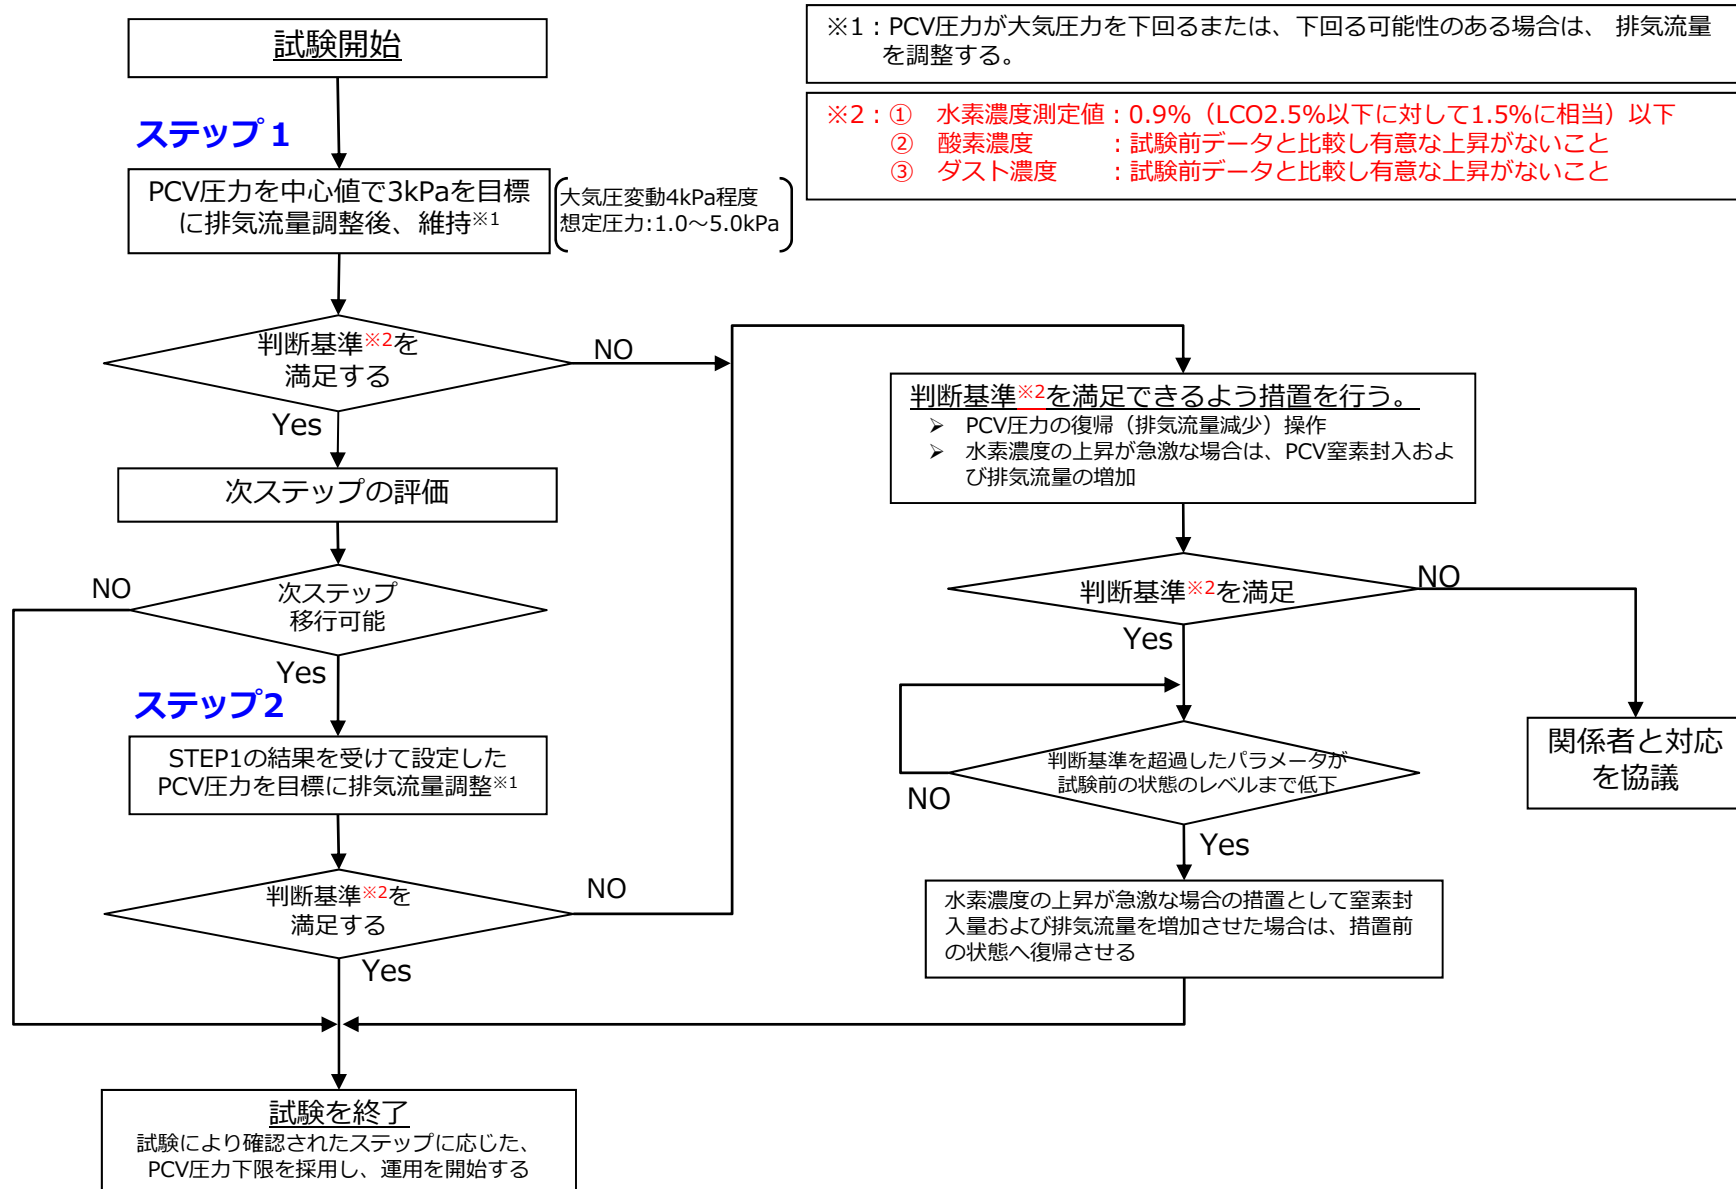 試験開始
※1：PCV圧力が大気圧力を下回るまたは、下回る可能性のある場合は、 排気流量
を調整する。
※2：① 水素濃度測定値：0.9%（LCO2.5%以下に対して1.5%に相当）以下
② 酸素濃度 ：試験前データと比較し有意な上昇がないこと
③ ダスト濃度 ：試験前データと比較し有意な上昇がないこと
ステップ１
PCV圧力を中心値で3kPaを目標
に排気流量調整後、維持※1
大気圧変動4kPa程度
想定圧力:1.0～5.0kPa
判断基準※2を
満足する
NO
Yes
次ステップの評価
次ステップ
移行可能
NO
Yes
ステップ2
STEP1の結果を受けて設定した
PCV圧力を目標に排気流量調整※1
判断基準※2を
満足する
NO
Yes
判断基準※2を満足できるよう措置を行う。
➢ PCV圧力の復帰（排気流量減少）操作
➢ 水素濃度の上昇が急激な場合は、PCV窒素封入およ
び排気流量の増加
判断基準※2を満足
NO
Yes
関係者と対応
を協議
判断基準を超過したパラメータが
試験前の状態のレベルまで低下
NO
Yes
水素濃度の上昇が急激な場合の措置として窒素封
入量および排気流量を増加させた場合は、措置前
の状態へ復帰させる
試験を終了
試験により確認されたステップに応じた、
PCV圧力下限を採用し、運用を開始する